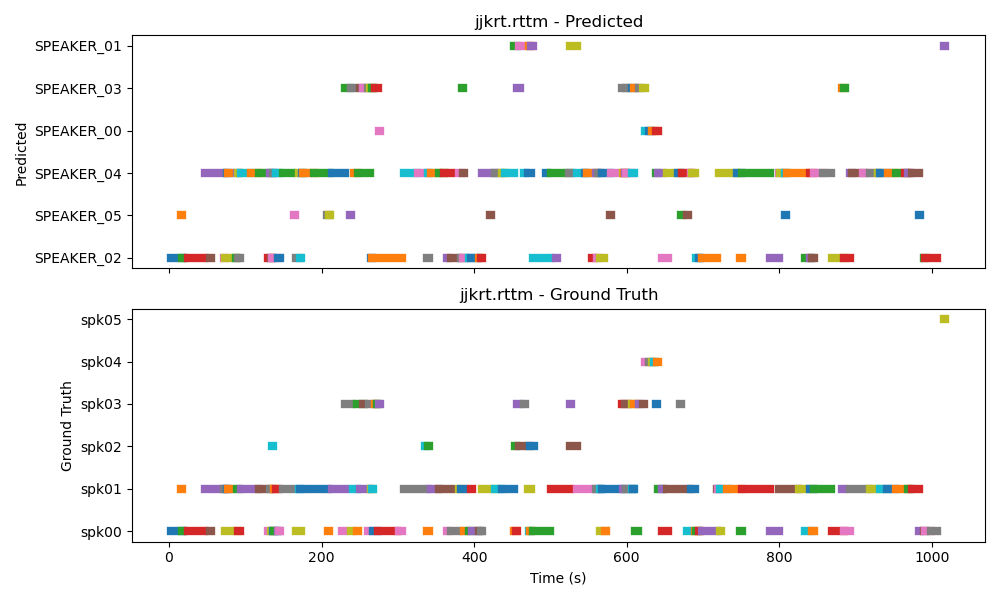 jjkrt.rttm - Predicted
SPEAKER_01
SPEAKER_03
SPEAKER_00
SPEAKER_04
SPEAKER_05
SPEAKER_02
Predicted
jjkrt.rttm - Ground Truth
spk05
spk04
spk03
spk02
spk01
spk00
Ground Truth
0 200 400 600 800 1000
Time (s)